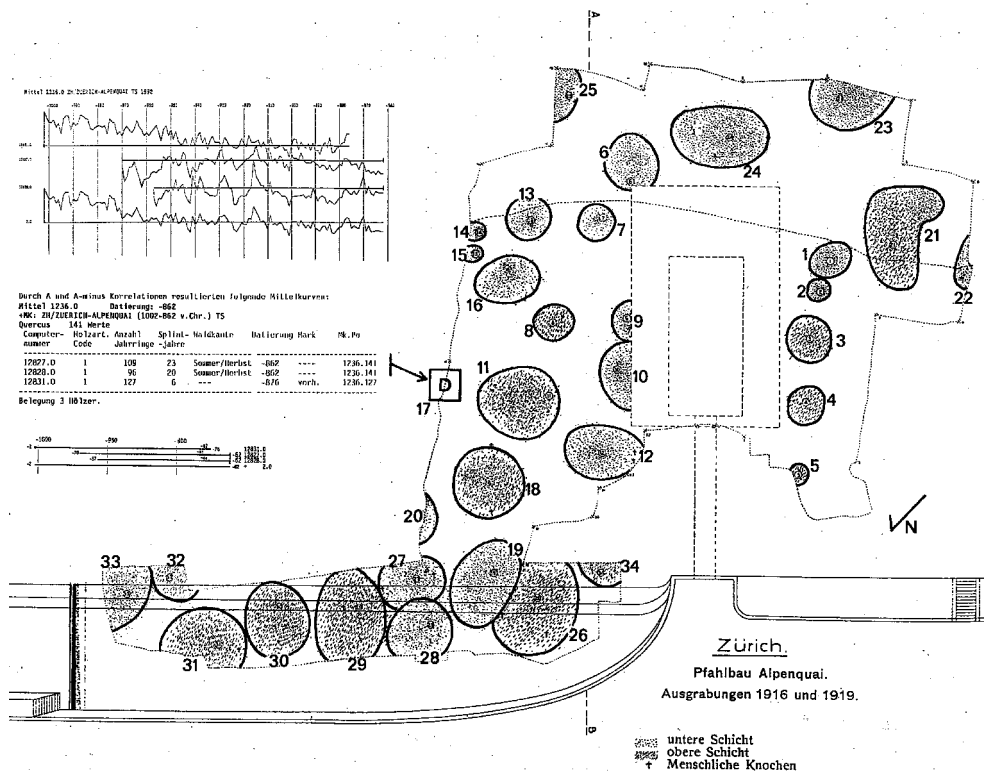 Mittel 1236.0 ZH/ZUERICH-ALPENQUAI TS 1992
Durch A und A-minus Korrelationen resultierten folgende Mittelkurven:
Mittel 1236.0 Datierung: -862
+MK: ZH/ZUERICH-ALPENQUAI (1002-862 v.Chr.) TS
Quercus 141 Werte
Computer- Holzart. Anzahl Splint- Waldkante Datierung Mark Mk.Po
nummer Code Jahrringe -jahre
12827.0 1 109 23 Sommer/Herbst -862 ---- 1236.141
12828.0 1 96 20 Sommer/Herbst -862 ---- 1236.141
12831.0 1 127 6 --- -876 vorh. 1236.127
Belegung 3 Hölzer.
-1000 -950 -900
A
25
23
6
24
13
7
14
15
21
1
2
22
16
8
9
3
10
11
D
17
4
12
5
18
20
N
33
32
27
19
34
31
30
29
28
26
Zürich.
Pfahlbau Alpenquai.
Ausgrabungen 1916 und 1919.
B
untere Schicht
obere Schicht
† Menschliche Knochen